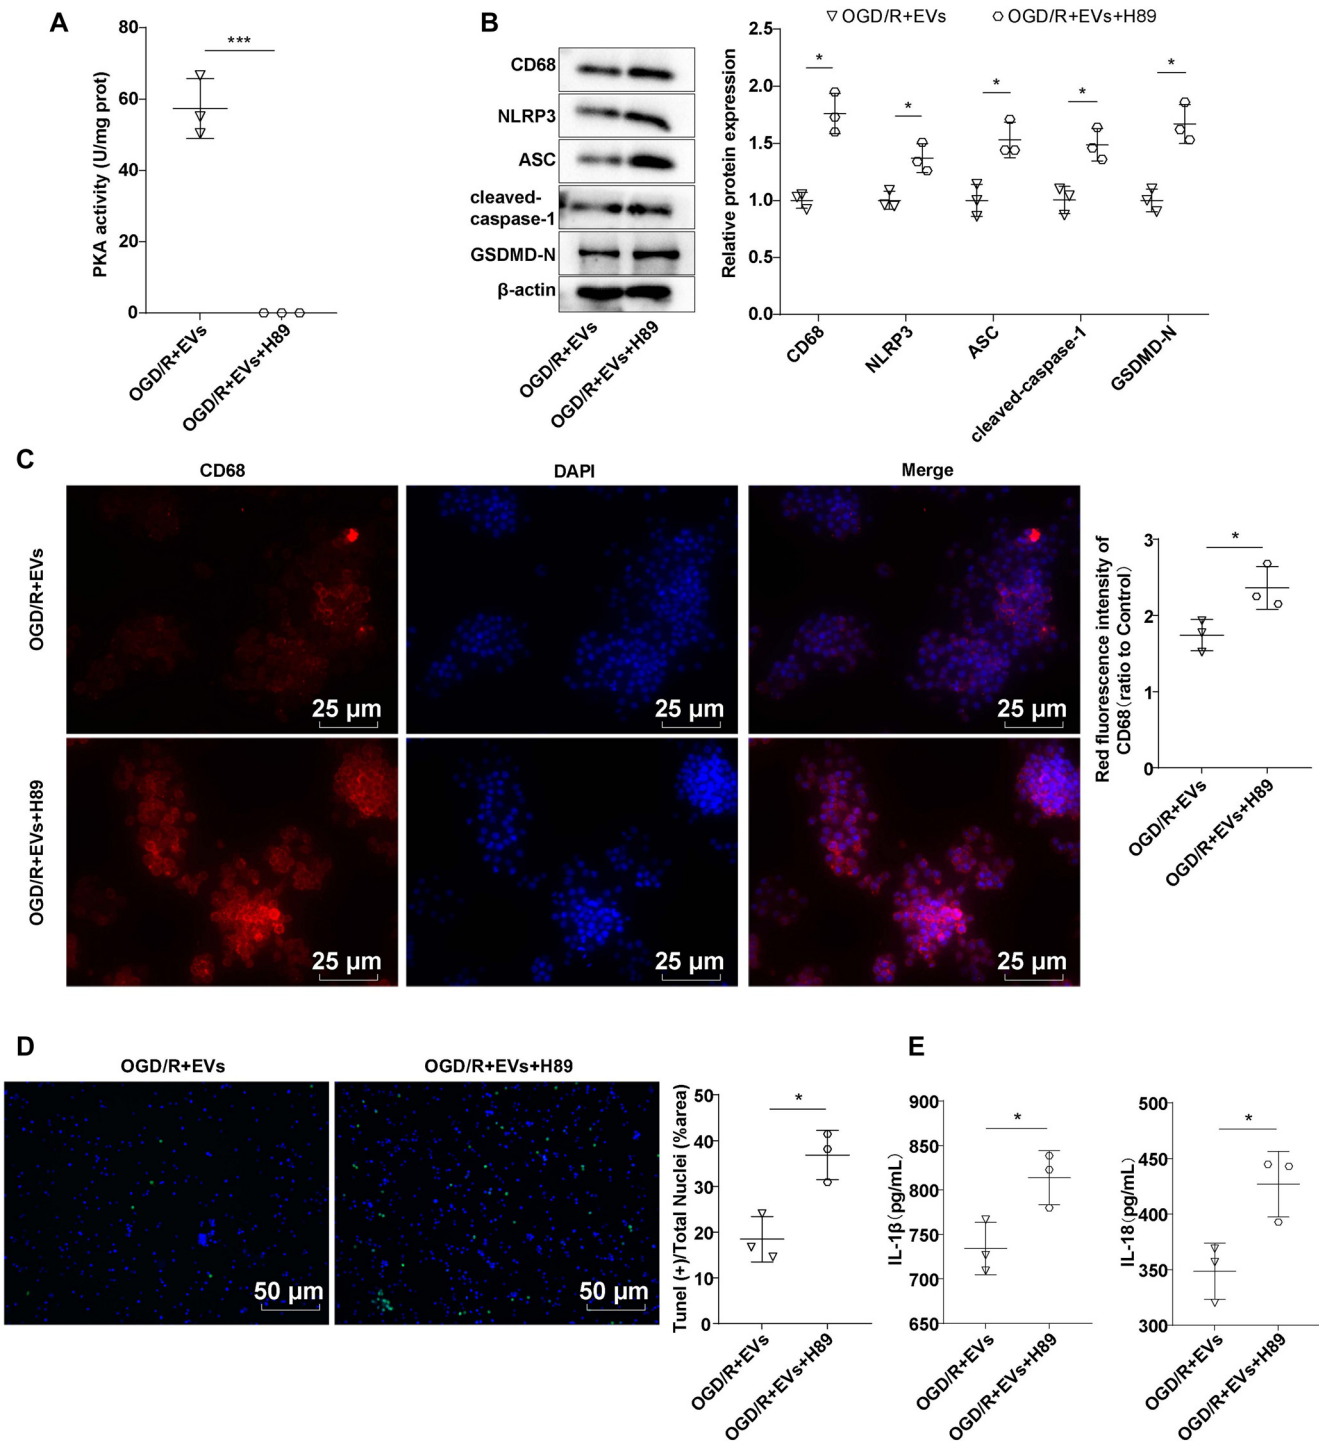 A
PKA activity (U/mg prot)
80
60
40
20
0
***
OGD/R+EVs
OGD/R+EVs+H89
B
CD68
NLRP3
ASC
cleaved-
caspase-1
GSDMD-N
β-actin
OGD/R+EVs
OGD/R+EVs+H89
OGD/R+EVs
OGD/R+EVs+H89
Relative protein expression
2.5
2.0
1.5
1.0
0.5
0.0
*
*
*
*
*
CD68
NLRP3
ASC
cleaved-caspase-1
GSDMD-N
C
CD68
DAPI
Merge
OGD/R+EVs
25 μm
25 μm
25 μm
OGD/R+EVs+H89
25 μm
25 μm
25 μm
Red fluorescence intensity of
CD68(ratio to Control)
3
2
1
0
*
OGD/R+EVs
OGD/R+EVs+H89
D
OGD/R+EVs
OGD/R+EVs+H89
50 μm
50 μm
Tunel (+)/Total Nuclei (%area)
50
40
30
20
10
0
*
OGD/R+EVs
OGD/R+EVs+H89
E
IL-1β(pg/mL)
900
850
800
750
700
650
*
OGD/R+EVs
OGD/R+EVs+H89
IL-18(pg/mL)
500
450
400
350
300
*
OGD/R+EVs
OGD/R+EVs+H89